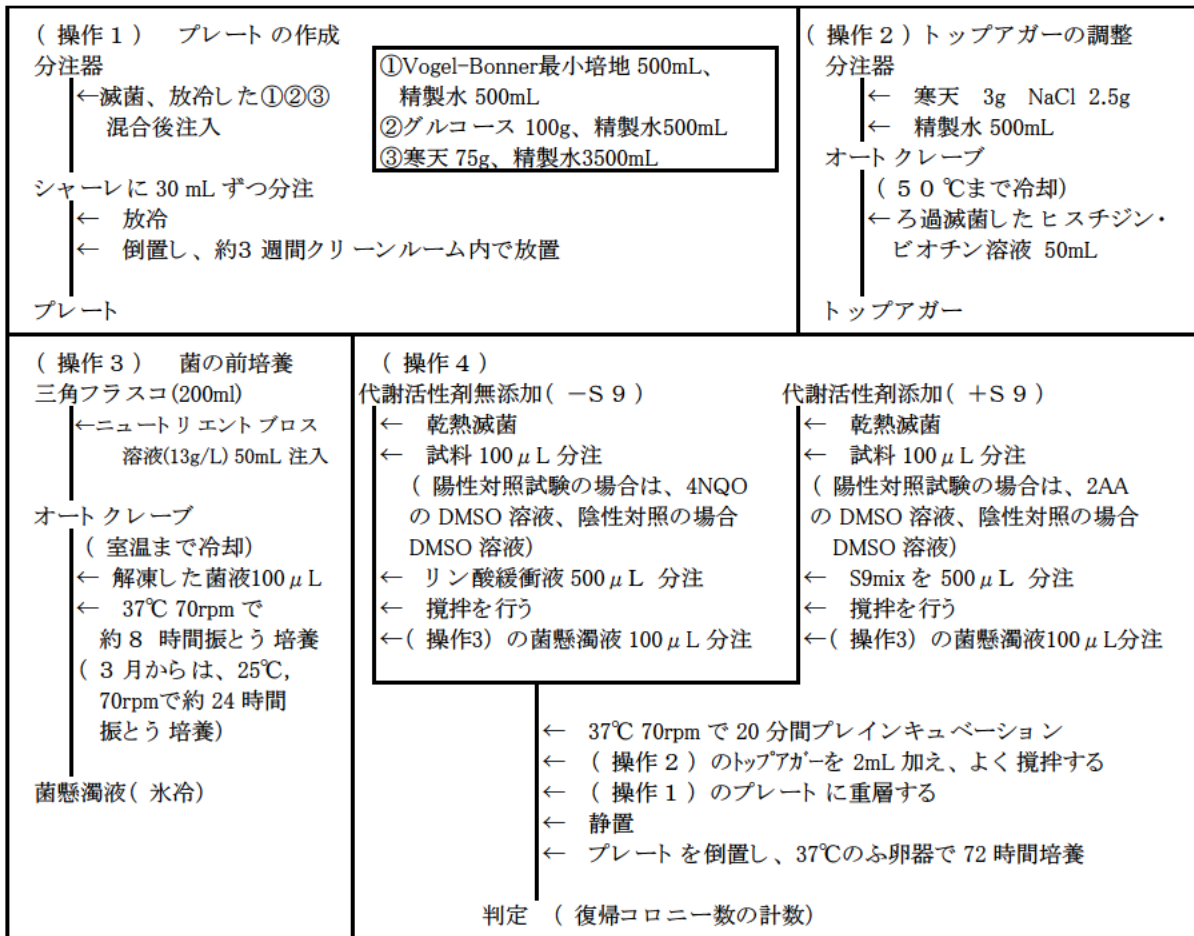 (操作1) プレートの作成
分注器
←滅菌、放冷した①②③
混合後注入
シャーレに 30 mL ずつ分注
← 放冷
← 倒置し、約3 週間クリーンルーム内で放置
プレート
①Vogel-Bonner最小培地 500mL、
精製水 500mL
②グルコース 100g、精製水500mL
③寒天 75g、精製水3500mL
(操作2)トップアガーの調整
分注器
← 寒天 3g NaCl 2.5g
← 精製水 500mL
オートクレーブ
(50℃まで冷却)
←ろ過滅菌したヒスチジン・
ビオチン溶液 50mL
トップアガー
(操作3) 菌の前培養
三角フラスコ(200ml)
←ニュートリエントブロス
溶液(13g/L) 50mL 注入
オートクレーブ
(室温まで冷却)
← 解凍した菌液100μL
← 37℃ 70rpm で
約8 時間振とう培養
(3月からは、25℃,
70rpmで約 24 時間
振とう培養)
菌懸濁液(氷冷)
(操作4)
代謝活性剤無添加(-S9)
← 乾熱滅菌
← 試料 100μL 分注
(陽性対照試験の場合は、4NQO
の DMSO 溶液、陰性対照の場合
DMSO 溶液)
← リン酸緩衝液 500μL 分注
← 撹拌を行う
←(操作3) の菌懸濁液 100μL 分注
代謝活性剤添加(+S9)
← 乾熱滅菌
← 試料 100μL 分注
(陽性対照試験の場合は、2AA
の DMSO 溶液、陰性対照の場合
DMSO 溶液)
← S9mix を 500μL 分注
← 撹拌を行う
←(操作3) の菌懸濁液100μL分注
← 37℃ 70rpm で 20 分間プレインキュベーション
← (操作2)のトップアガーを 2mL 加え、よく撹拌する
← (操作1)のプレートに重層する
← 静置
← プレートを倒置し、37℃のふ卵器で 72 時間培養
判定 (復帰コロニー数の計数)